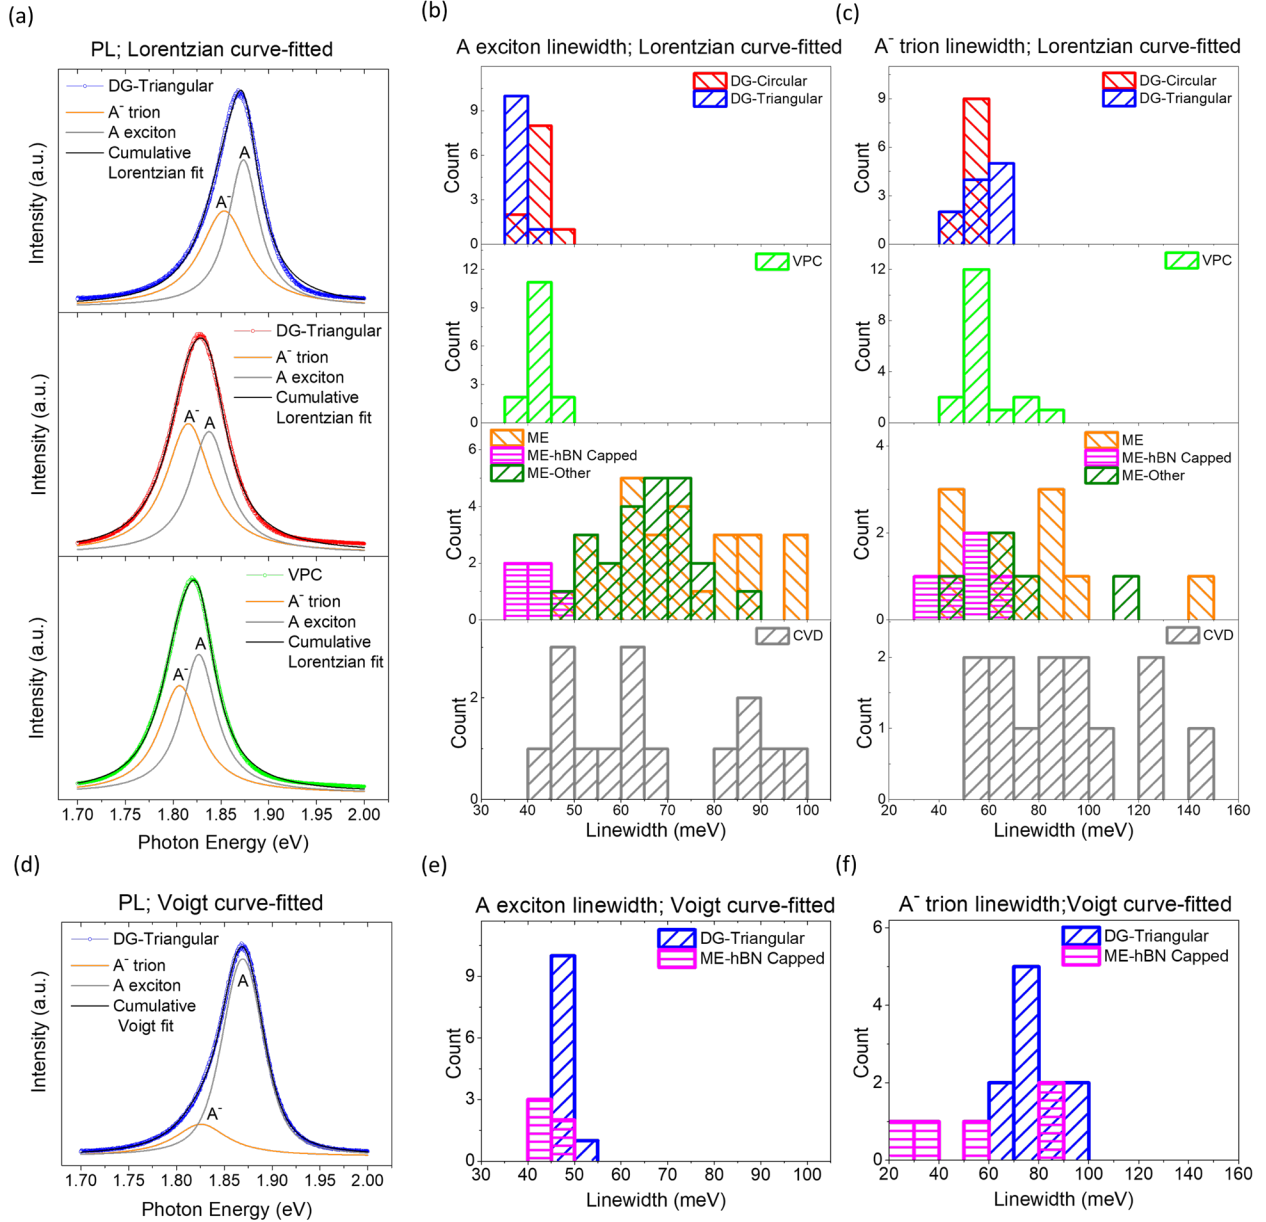 (a)
PL; Lorentzian curve-fitted
DG-Triangular
A⁻ trion
A exciton
Cumulative
Lorentzian fit
A
A⁻
Intensity (a.u.)
DG-Triangular
A⁻ trion
A exciton
Cumulative
Lorentzian fit
A⁻
A
Intensity (a.u.)
VPC
A⁻ trion
A exciton
Cumulative
Lorentzian fit
A
A⁻
Intensity (a.u.)
1.70 1.75 1.80 1.85 1.90 1.95 2.00
Photon Energy (eV)
(b)
A exciton linewidth; Lorentzian curve-fitted
DG-Circular
DG-Triangular
9
6
3
0
Count
VPC
12
9
6
3
0
Count
ME
ME-hBN Capped
ME-Other
6
4
2
0
Count
CVD
2
0
Count
30 40 50 60 70 80 90 100
Linewidth (meV)
(c)
A⁻ trion linewidth; Lorentzian curve-fitted
DG-Circular
DG-Triangular
9
6
3
0
Count
VPC
12
8
4
2
0
Count
ME
ME-hBN Capped
ME-Other
4
2
0
Count
CVD
2
1
0
Count
20 40 60 80 100 120 140 160
Linewidth (meV)
(d)
PL; Voigt curve-fitted
DG-Triangular
A⁻ trion
A exciton
Cumulative
Voigt fit
A
A⁻
Intensity (a.u.)
1.70 1.75 1.80 1.85 1.90 1.95 2.00
Photon Energy (eV)
(e)
A exciton linewidth; Voigt curve-fitted
DG-Triangular
ME-hBN Capped
9
6
3
0
Count
30 40 50 60 70 80 90 100
Linewidth (meV)
(f)
A⁻ trion linewidth;Voigt curve-fitted
DG-Triangular
ME-hBN Capped
6
4
2
0
Count
20 40 60 80 100 120 140 160
Linewidth (meV)